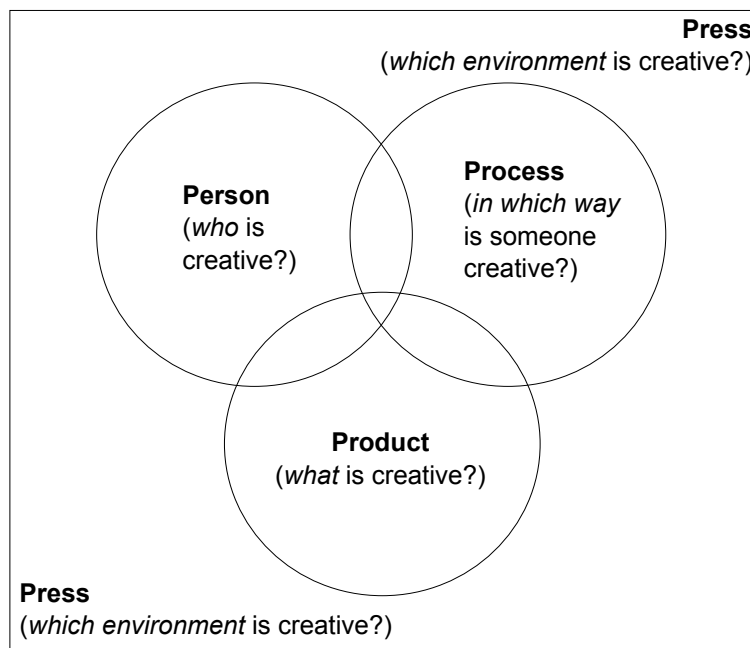 Press
(which environment is creative?)
Person
(who is
creative?)
Process
(in which way
is someone
creative?)
Product
(what is creative?)
Press
(which environment is creative?)